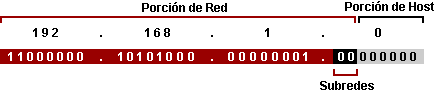 Porción de Red Porción de Host
192 . 168 . 1 . 0
11000000 . 10101000 . 00000001 . 00000000
Subredes